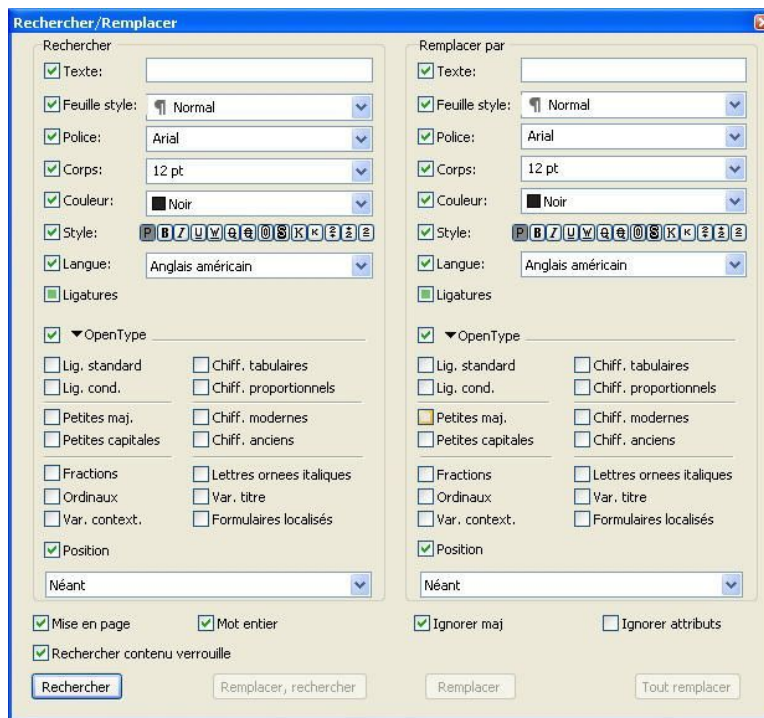 Rechercher/Remplacer
Rechercher
Texte:
Feuille style: ¶ Normal
Police: Arial
Corps: 12 pt
Couleur: Noir
Style: P B I U W Q Q O S K K 2 2 2
Langue: Anglais américain
Ligatures
OpenType
Lig. standard Chiff. tabulaires
Lig. cond. Chiff. proportionnels
Petites maj. Chiff. modernes
Petites capitales Chiff. anciens
Fractions Lettres ornees italiques
Ordinaux Var. titre
Var. context. Formulaires localisés
Position
Néant
Remplacer par
Texte:
Feuille style: ¶ Normal
Police: Arial
Corps: 12 pt
Couleur: Noir
Style: P B I U W Q Q O S K K 2 2 2
Langue: Anglais américain
Ligatures
OpenType
Lig. standard Chiff. tabulaires
Lig. cond. Chiff. proportionnels
Petites maj. Chiff. modernes
Petites capitales Chiff. anciens
Fractions Lettres ornees italiques
Ordinaux Var. titre
Var. context. Formulaires localisés
Position
Néant
Mise en page Mot entier Ignorer maj Ignorer attributs
Rechercher contenu verrouille
Rechercher Remplacer, rechercher Remplacer Tout remplacer